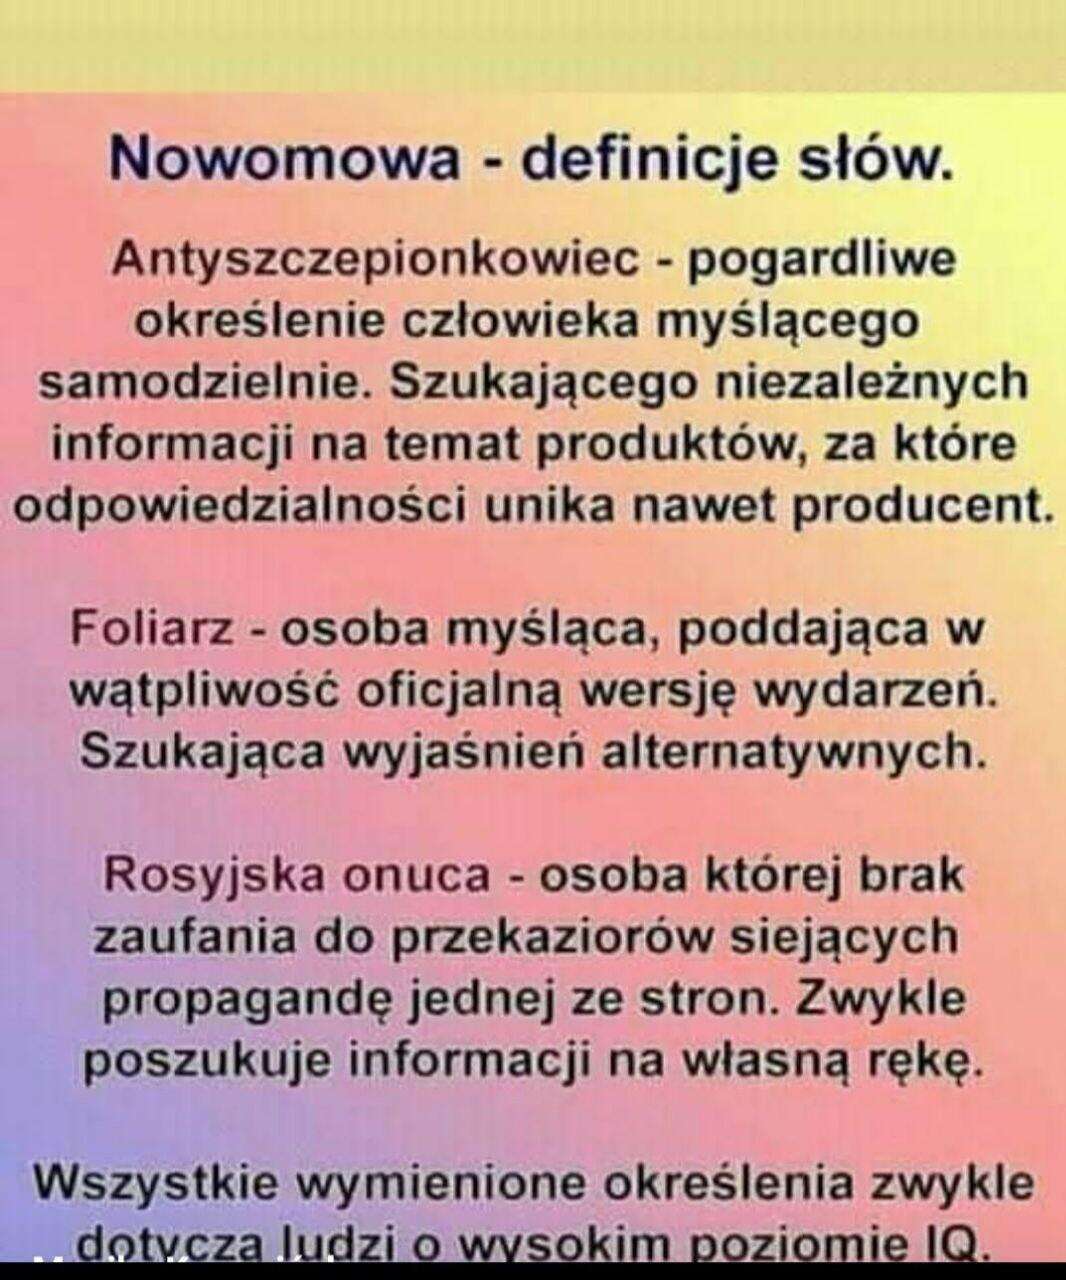 Nowomowa - definicje słów.
Antyszczepionkowiec - pogardliwe
określenie człowieka myślącego
samodzielnie. Szukającego niezależnych
informacji na temat produktów, za które
odpowiedzialności unika nawet producent.
Foliarz - osoba myśląca, poddająca w
wątpliwość oficjalną wersję wydarzeń.
Szukająca wyjaśnień alternatywnych.
Rosyjska onuca - osoba której brak
zaufania do przekaziorów siejących
propagandę jednej ze stron. Zwykle
poszukuje informacji na własną rękę.
Wszystkie wymienione określenia zwykle
dotyczą ludzi o wysokim poziomie IQ.